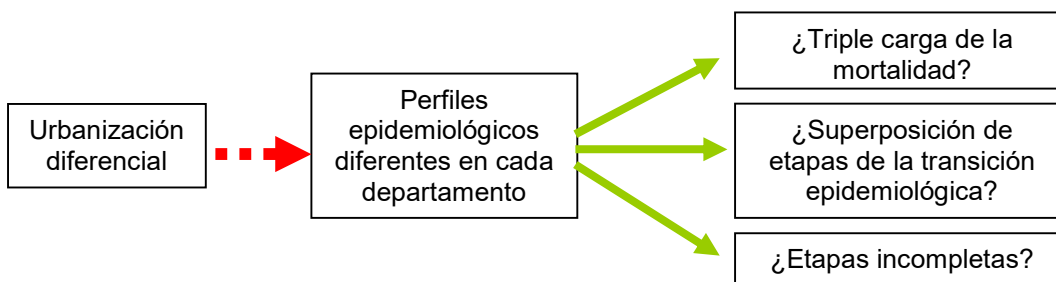 Urbanización
diferencial
Perfiles
epidemiológicos
diferentes en cada
departamento
¿Triple carga de la
mortalidad?
¿Superposición de
etapas de la transición
epidemiológica?
¿Etapas incompletas?